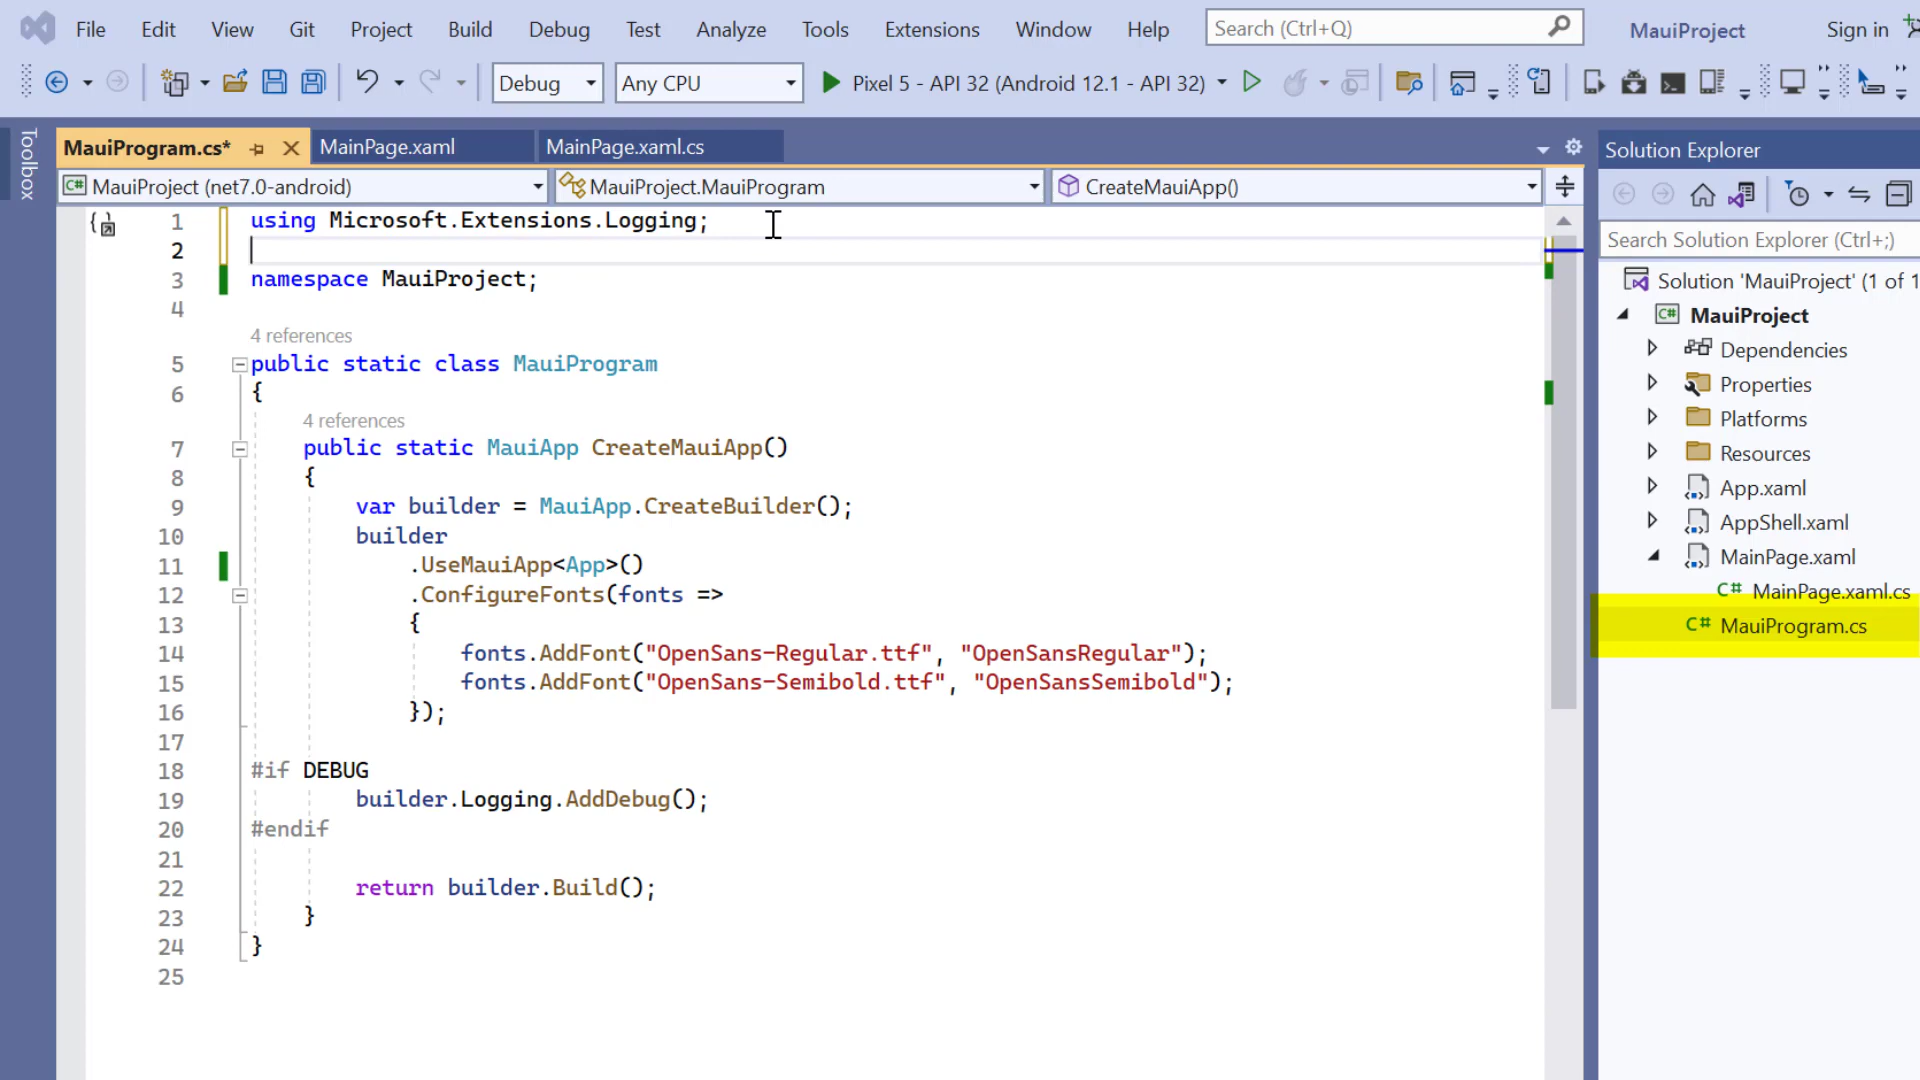 File Edit View Git Project Build Debug Test Analyze Tools Extensions Window Help Search (Ctrl+Q) MauiProject Sign in
Debug Any CPU Pixel 5 - API 32 (Android 12.1 - API 32)
Toolbox
MauiProgram.cs* MainPage.xaml MainPage.xaml.cs
MauiProject (net7.0-android) MauiProject.MauiProgram CreateMauiApp()
1 using Microsoft.Extensions.Logging;
2
3 namespace MauiProject;
4
4 references
5 public static class MauiProgram
6 {
4 references
7 public static MauiApp CreateMauiApp()
8 {
9 var builder = MauiApp.CreateBuilder();
10 builder
11 .UseMauiApp<App>()
12 .ConfigureFonts(fonts =>
13 {
14 fonts.AddFont("OpenSans-Regular.ttf", "OpenSansRegular");
15 fonts.AddFont("OpenSans-Semibold.ttf", "OpenSansSemibold");
16 });
17
18 #if DEBUG
19 builder.Logging.AddDebug();
20 #endif
21
22 return builder.Build();
23 }
24 }
25
Solution Explorer
Search Solution Explorer (Ctrl+;)
Solution 'MauiProject' (1 of 1
C# MauiProject
Dependencies
Properties
Platforms
Resources
App.xaml
AppShell.xaml
MainPage.xaml
C# MainPage.xaml.cs
C# MauiProgram.cs